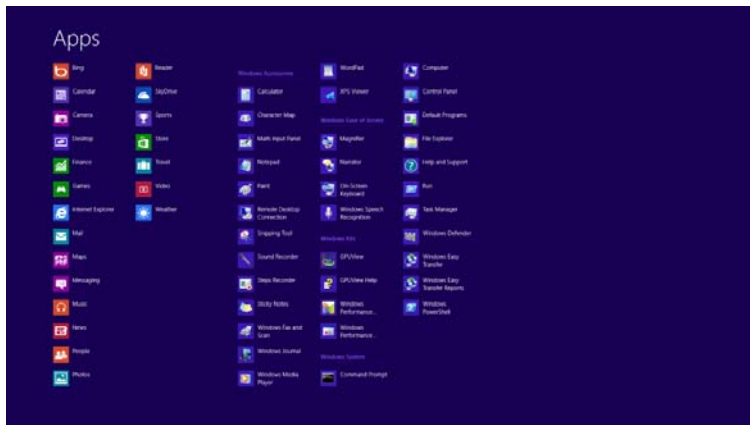 Apps
Bing
Calendar
Camera
Desktop
Finance
Games
Internet Explorer
Mail
Maps
Messaging
Music
News
People
Photos
Reader
SkyDrive
Sports
Store
Travel
Video
Weather
Windows Accessories
Calculator
Character Map
Math Input Panel
Notepad
Paint
Remote Desktop
Connection
Snipping Tool
Sound Recorder
Steps Recorder
Sticky Notes
Windows Fax and
Scan
Windows Journal
Windows Media
Player
WordPad
XPS Viewer
Windows Ease of Access
Magnifier
Narrator
On-Screen
Keyboard
Windows Speech
Recognition
Windows Kits
GPUView
GPUView Help
Windows
Performance...
Windows
Performance...
Windows System
Command Prompt
Computer
Control Panel
Default Programs
File Explorer
Help and Support
Run
Task Manager
Windows Defender
Windows Easy
Transfer
Windows Easy
Transfer Reports
Windows
PowerShell